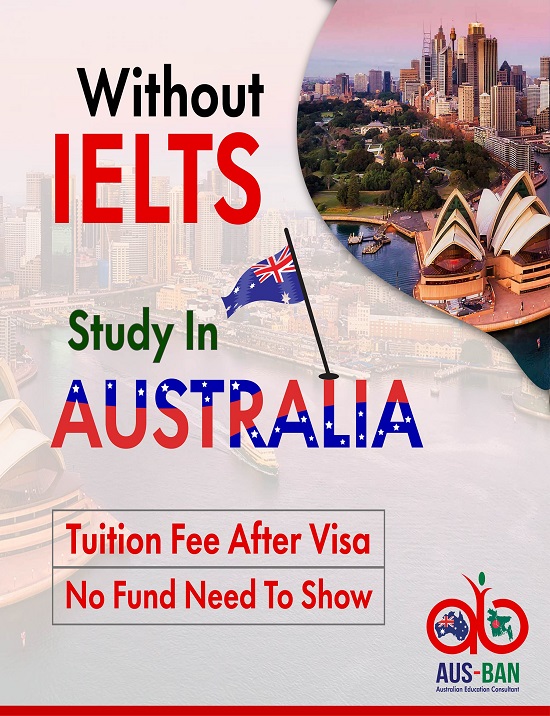 Without
IELTS
Study In
AUSTRALIA
Tuition Fee After Visa
No Fund Need To Show
AUS-BAN
Australian Education Consultant